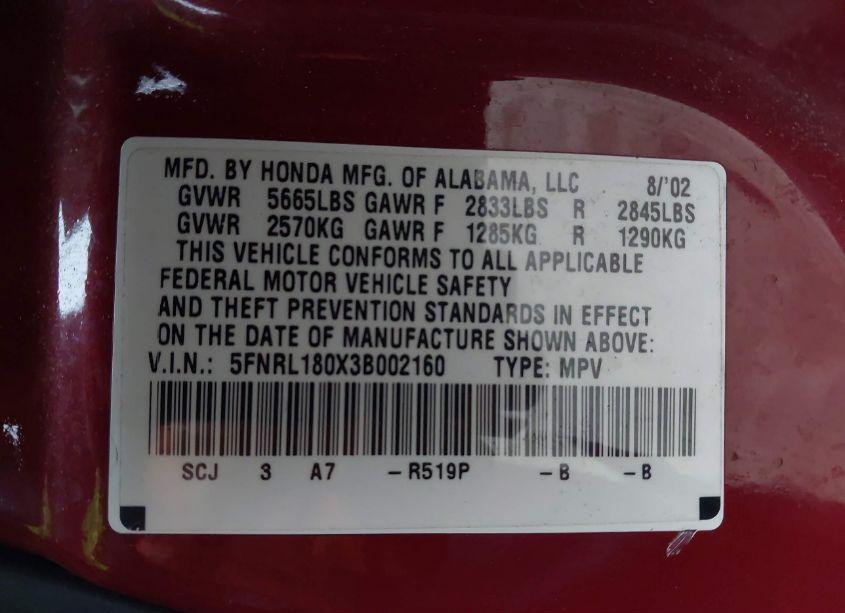 MFD. BY HONDA MFG. OF ALABAMA, LLC 8/'02
GVWR 5665LBS GAWR F 2833LBS R 2845LBS
GVWR 2570KG GAWR F 1285KG R 1290KG
THIS VEHICLE CONFORMS TO ALL APPLICABLE
FEDERAL MOTOR VEHICLE SAFETY
AND THEFT PREVENTION STANDARDS IN EFFECT
ON THE DATE OF MANUFACTURE SHOWN ABOVE:
V.I.N.: 5FNRL180X3B002160 TYPE: MPV
SCJ 3 A7 -R519P -B -B